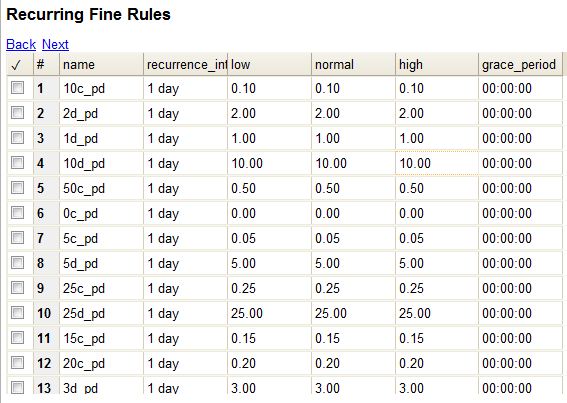 Recurring Fine Rules
Back Next
✓ # name recurrence_int low normal high grace_period
1 10c_pd 1 day 0.10 0.10 0.10 00:00:00
2 2d_pd 1 day 2.00 2.00 2.00 00:00:00
3 1d_pd 1 day 1.00 1.00 1.00 00:00:00
4 10d_pd 1 day 10.00 10.00 10.00 00:00:00
5 50c_pd 1 day 0.50 0.50 0.50 00:00:00
6 0c_pd 1 day 0.00 0.00 0.00 00:00:00
7 5c_pd 1 day 0.05 0.05 0.05 00:00:00
8 5d_pd 1 day 5.00 5.00 5.00 00:00:00
9 25c_pd 1 day 0.25 0.25 0.25 00:00:00
10 25d_pd 1 day 25.00 25.00 25.00 00:00:00
11 15c_pd 1 day 0.15 0.15 0.15 00:00:00
12 20c_pd 1 day 0.20 0.20 0.20 00:00:00
13 3d_pd 1 day 3.00 3.00 3.00 00:00:00